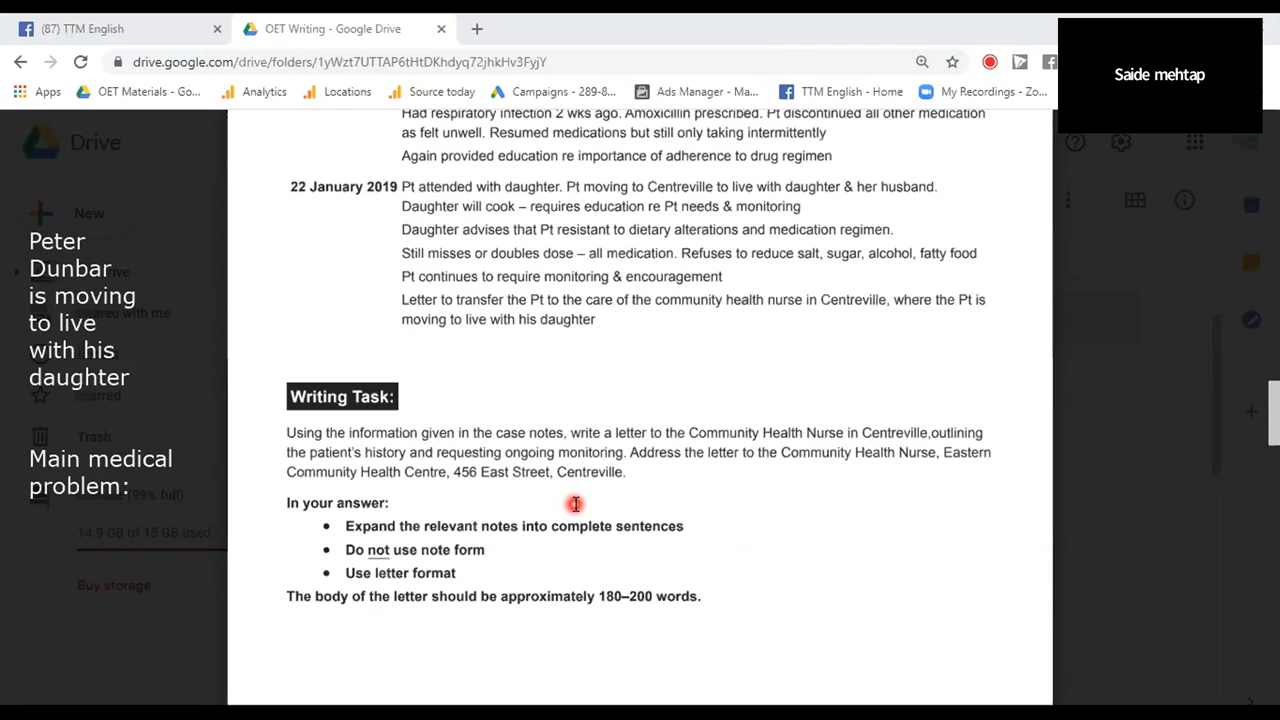 (87) TTM English
OET Writing - Google Drive
drive.google.com/drive/folders/1yWzt7UTTAP6tHtDKhdyq72jhkHv3FyjY
Apps
OET Materials - Go...
Analytics
Locations
Source today
Campaigns - 289-8...
Ads Manager - Ma...
TTM English - Home
My Recordings - Zo...
Saide mehtap
Drive
New
Peter
Dunbar
is moving
to live
with his
daughter
Main medical
problem:
Trash
14.9 GB of 15 GB used
Buy storage
Had respiratory infection 2 wks ago. Amoxicillin prescribed. Pt discontinued all other medication
as felt unwell. Resumed medications but still only taking intermittently
Again provided education re importance of adherence to drug regimen
22 January 2019 Pt attended with daughter. Pt moving to Centreville to live with daughter & her husband.
Daughter will cook – requires education re Pt needs & monitoring
Daughter advises that Pt resistant to dietary alterations and medication regimen.
Still misses or doubles dose – all medication. Refuses to reduce salt, sugar, alcohol, fatty food
Pt continues to require monitoring & encouragement
Letter to transfer the Pt to the care of the community health nurse in Centreville, where the Pt is
moving to live with his daughter
Writing Task:
Using the information given in the case notes, write a letter to the Community Health Nurse in Centreville,outlining
the patient's history and requesting ongoing monitoring. Address the letter to the Community Health Nurse, Eastern
Community Health Centre, 456 East Street, Centreville.
In your answer:
• Expand the relevant notes into complete sentences
• Do not use note form
• Use letter format
The body of the letter should be approximately 180–200 words.